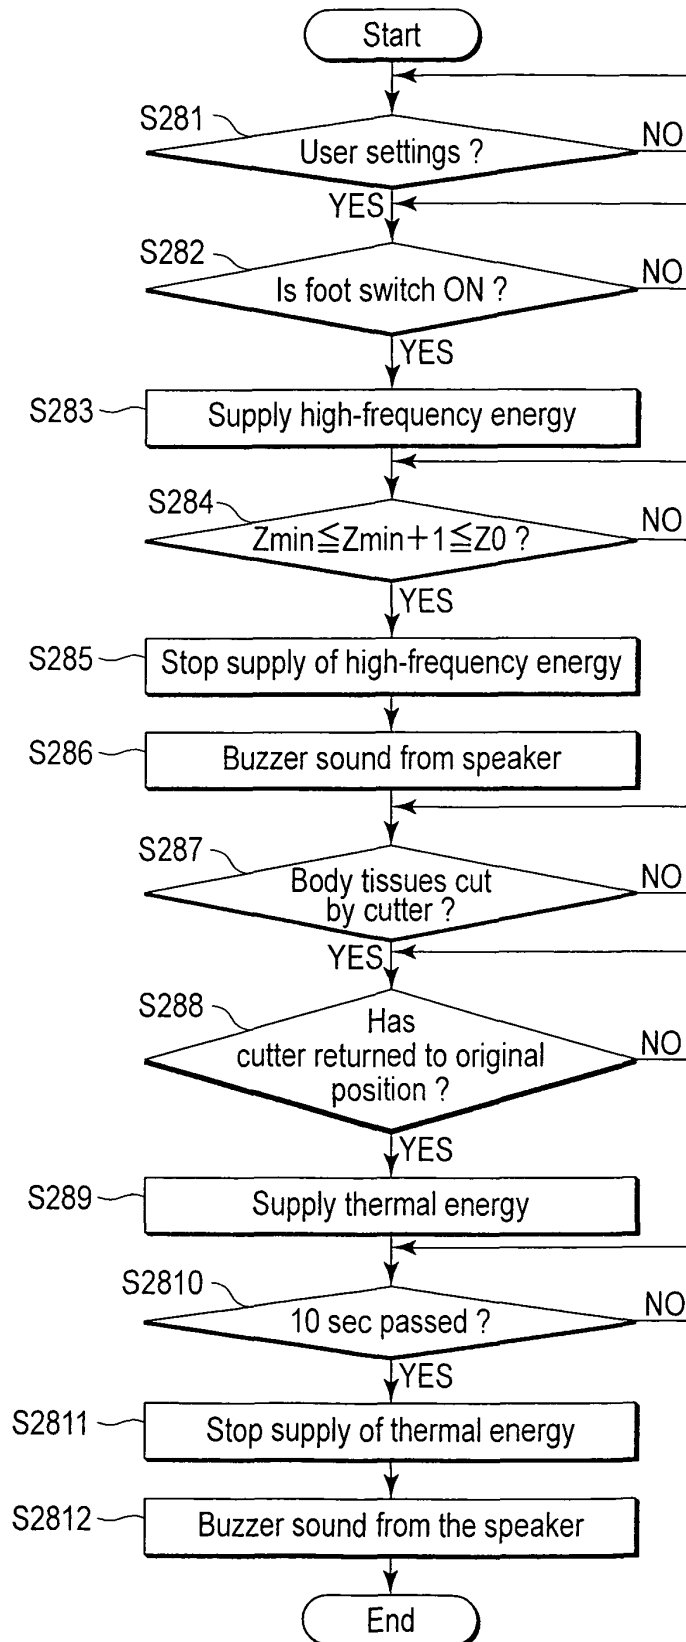 Start
S281
User settings ?
NO
YES
S282
Is foot switch ON ?
NO
YES
S283
Supply high-frequency energy
S284
Zmin≦Zmin+1≦Z0 ?
NO
YES
S285
Stop supply of high-frequency energy
S286
Buzzer sound from speaker
S287
Body tissues cut
by cutter ?
NO
YES
S288
Has
cutter returned to original
position ?
NO
YES
S289
Supply thermal energy
S2810
10 sec passed ?
NO
YES
S2811
Stop supply of thermal energy
S2812
Buzzer sound from the speaker
End